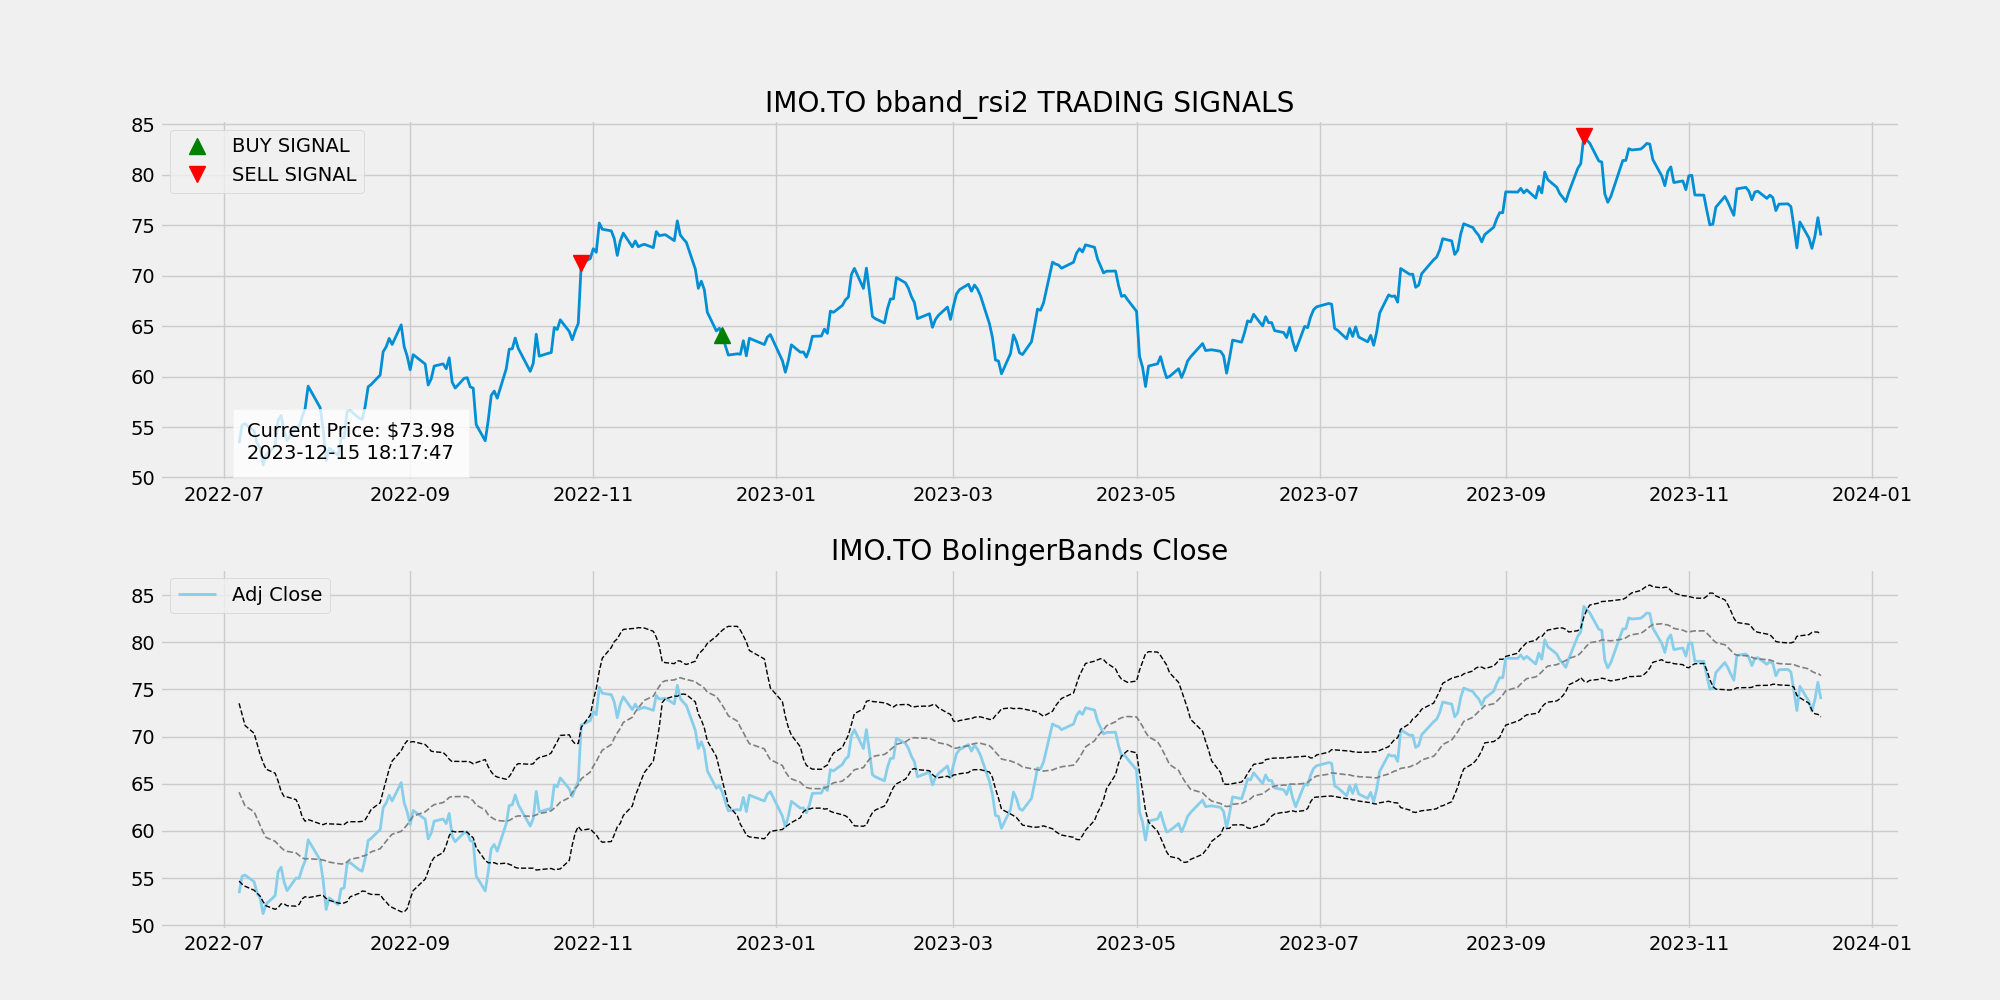 IMO.TO bband_rsi2 TRADING SIGNALS
85
80
75
70
65
60
55
50
BUY SIGNAL
SELL SIGNAL
Current Price: $73.98
2023-12-15 18:17:47
2022-07 2022-09 2022-11 2023-01 2023-03 2023-05 2023-07 2023-09 2023-11 2024-01
IMO.TO BolingerBands Close
85
80
75
70
65
60
55
50
Adj Close
2022-07 2022-09 2022-11 2023-01 2023-03 2023-05 2023-07 2023-09 2023-11 2024-01